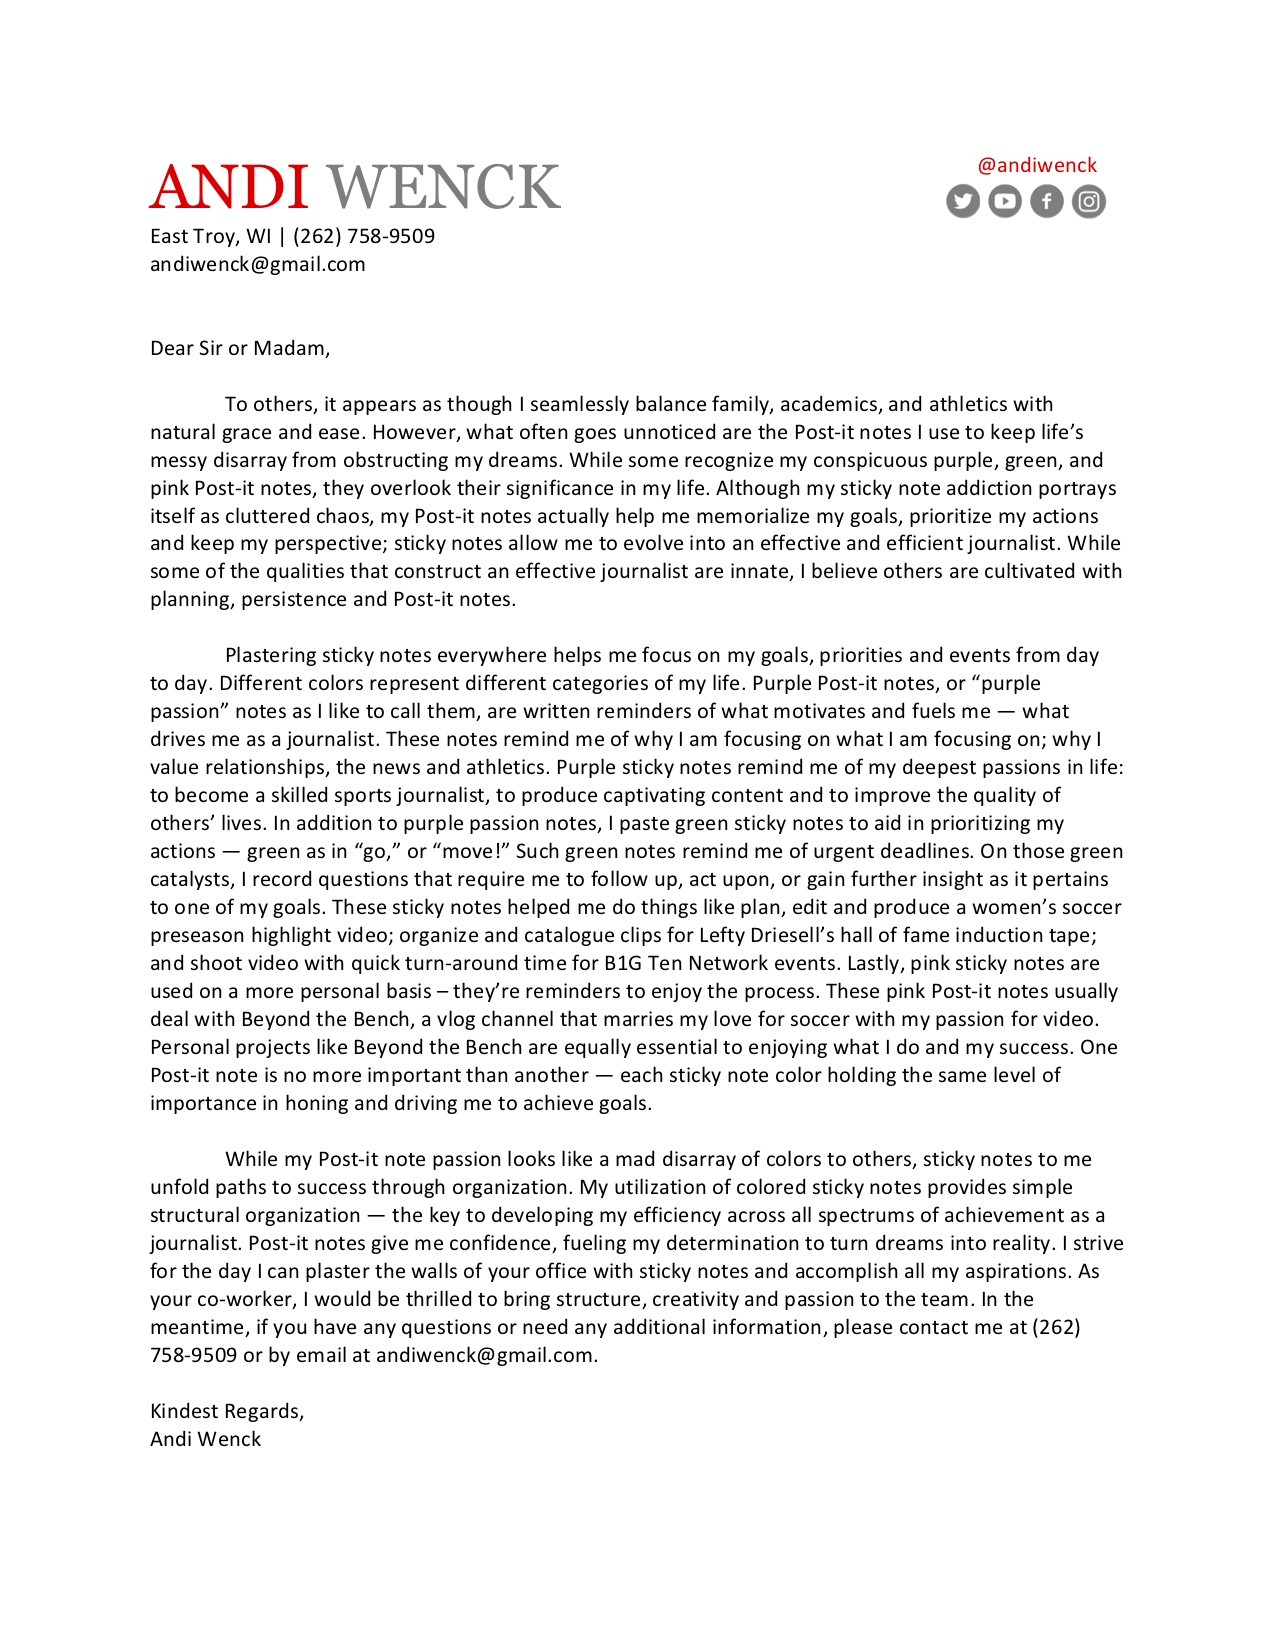 ANDI WENCK
@andiwenck
East Troy, WI | (262) 758-9509
andiwenck@gmail.com
Dear Sir or Madam,
To others, it appears as though I seamlessly balance family, academics, and athletics with
natural grace and ease. However, what often goes unnoticed are the Post-it notes I use to keep life’s
messy disarray from obstructing my dreams. While some recognize my conspicuous purple, green, and
pink Post-it notes, they overlook their significance in my life. Although my sticky note addiction portrays
itself as cluttered chaos, my Post-it notes actually help me memorialize my goals, prioritize my actions
and keep my perspective; sticky notes allow me to evolve into an effective and efficient journalist. While
some of the qualities that construct an effective journalist are innate, I believe others are cultivated with
planning, persistence and Post-it notes.
Plastering sticky notes everywhere helps me focus on my goals, priorities and events from day
to day. Different colors represent different categories of my life. Purple Post-it notes, or “purple
passion” notes as I like to call them, are written reminders of what motivates and fuels me — what
drives me as a journalist. These notes remind me of why I am focusing on what I am focusing on; why I
value relationships, the news and athletics. Purple sticky notes remind me of my deepest passions in life:
to become a skilled sports journalist, to produce captivating content and to improve the quality of
others’ lives. In addition to purple passion notes, I paste green sticky notes to aid in prioritizing my
actions — green as in “go,” or “move!” Such green notes remind me of urgent deadlines. On those green
catalysts, I record questions that require me to follow up, act upon, or gain further insight as it pertains
to one of my goals. These sticky notes helped me do things like plan, edit and produce a women’s soccer
preseason highlight video; organize and catalogue clips for Lefty Driesell’s hall of fame induction tape;
and shoot video with quick turn-around time for B1G Ten Network events. Lastly, pink sticky notes are
used on a more personal basis – they’re reminders to enjoy the process. These pink Post-it notes usually
deal with Beyond the Bench, a vlog channel that marries my love for soccer with my passion for video.
Personal projects like Beyond the Bench are equally essential to enjoying what I do and my success. One
Post-it note is no more important than another — each sticky note color holding the same level of
importance in honing and driving me to achieve goals.
While my Post-it note passion looks like a mad disarray of colors to others, sticky notes to me
unfold paths to success through organization. My utilization of colored sticky notes provides simple
structural organization — the key to developing my efficiency across all spectrums of achievement as a
journalist. Post-it notes give me confidence, fueling my determination to turn dreams into reality. I strive
for the day I can plaster the walls of your office with sticky notes and accomplish all my aspirations. As
your co-worker, I would be thrilled to bring structure, creativity and passion to the team. In the
meantime, if you have any questions or need any additional information, please contact me at (262)
758-9509 or by email at andiwenck@gmail.com.
Kindest Regards,
Andi Wenck